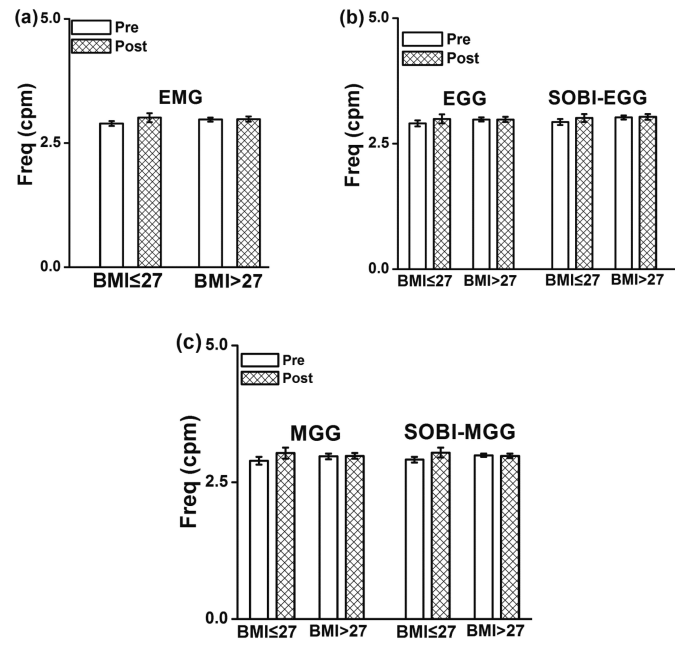 (a)
5.0
Pre
Post
EMG
Freq (cpm)
2.5
0.0
BMI≤27 BMI>27
(b)
5.0
Pre
Post
EGG SOBI-EGG
Freq (cpm)
2.5
0.0
BMI≤27 BMI>27 BMI≤27 BMI>27
(c)
5.0
Pre
Post
MGG SOBI-MGG
Freq (cpm)
2.5
0.0
BMI≤27 BMI>27 BMI≤27 BMI>27